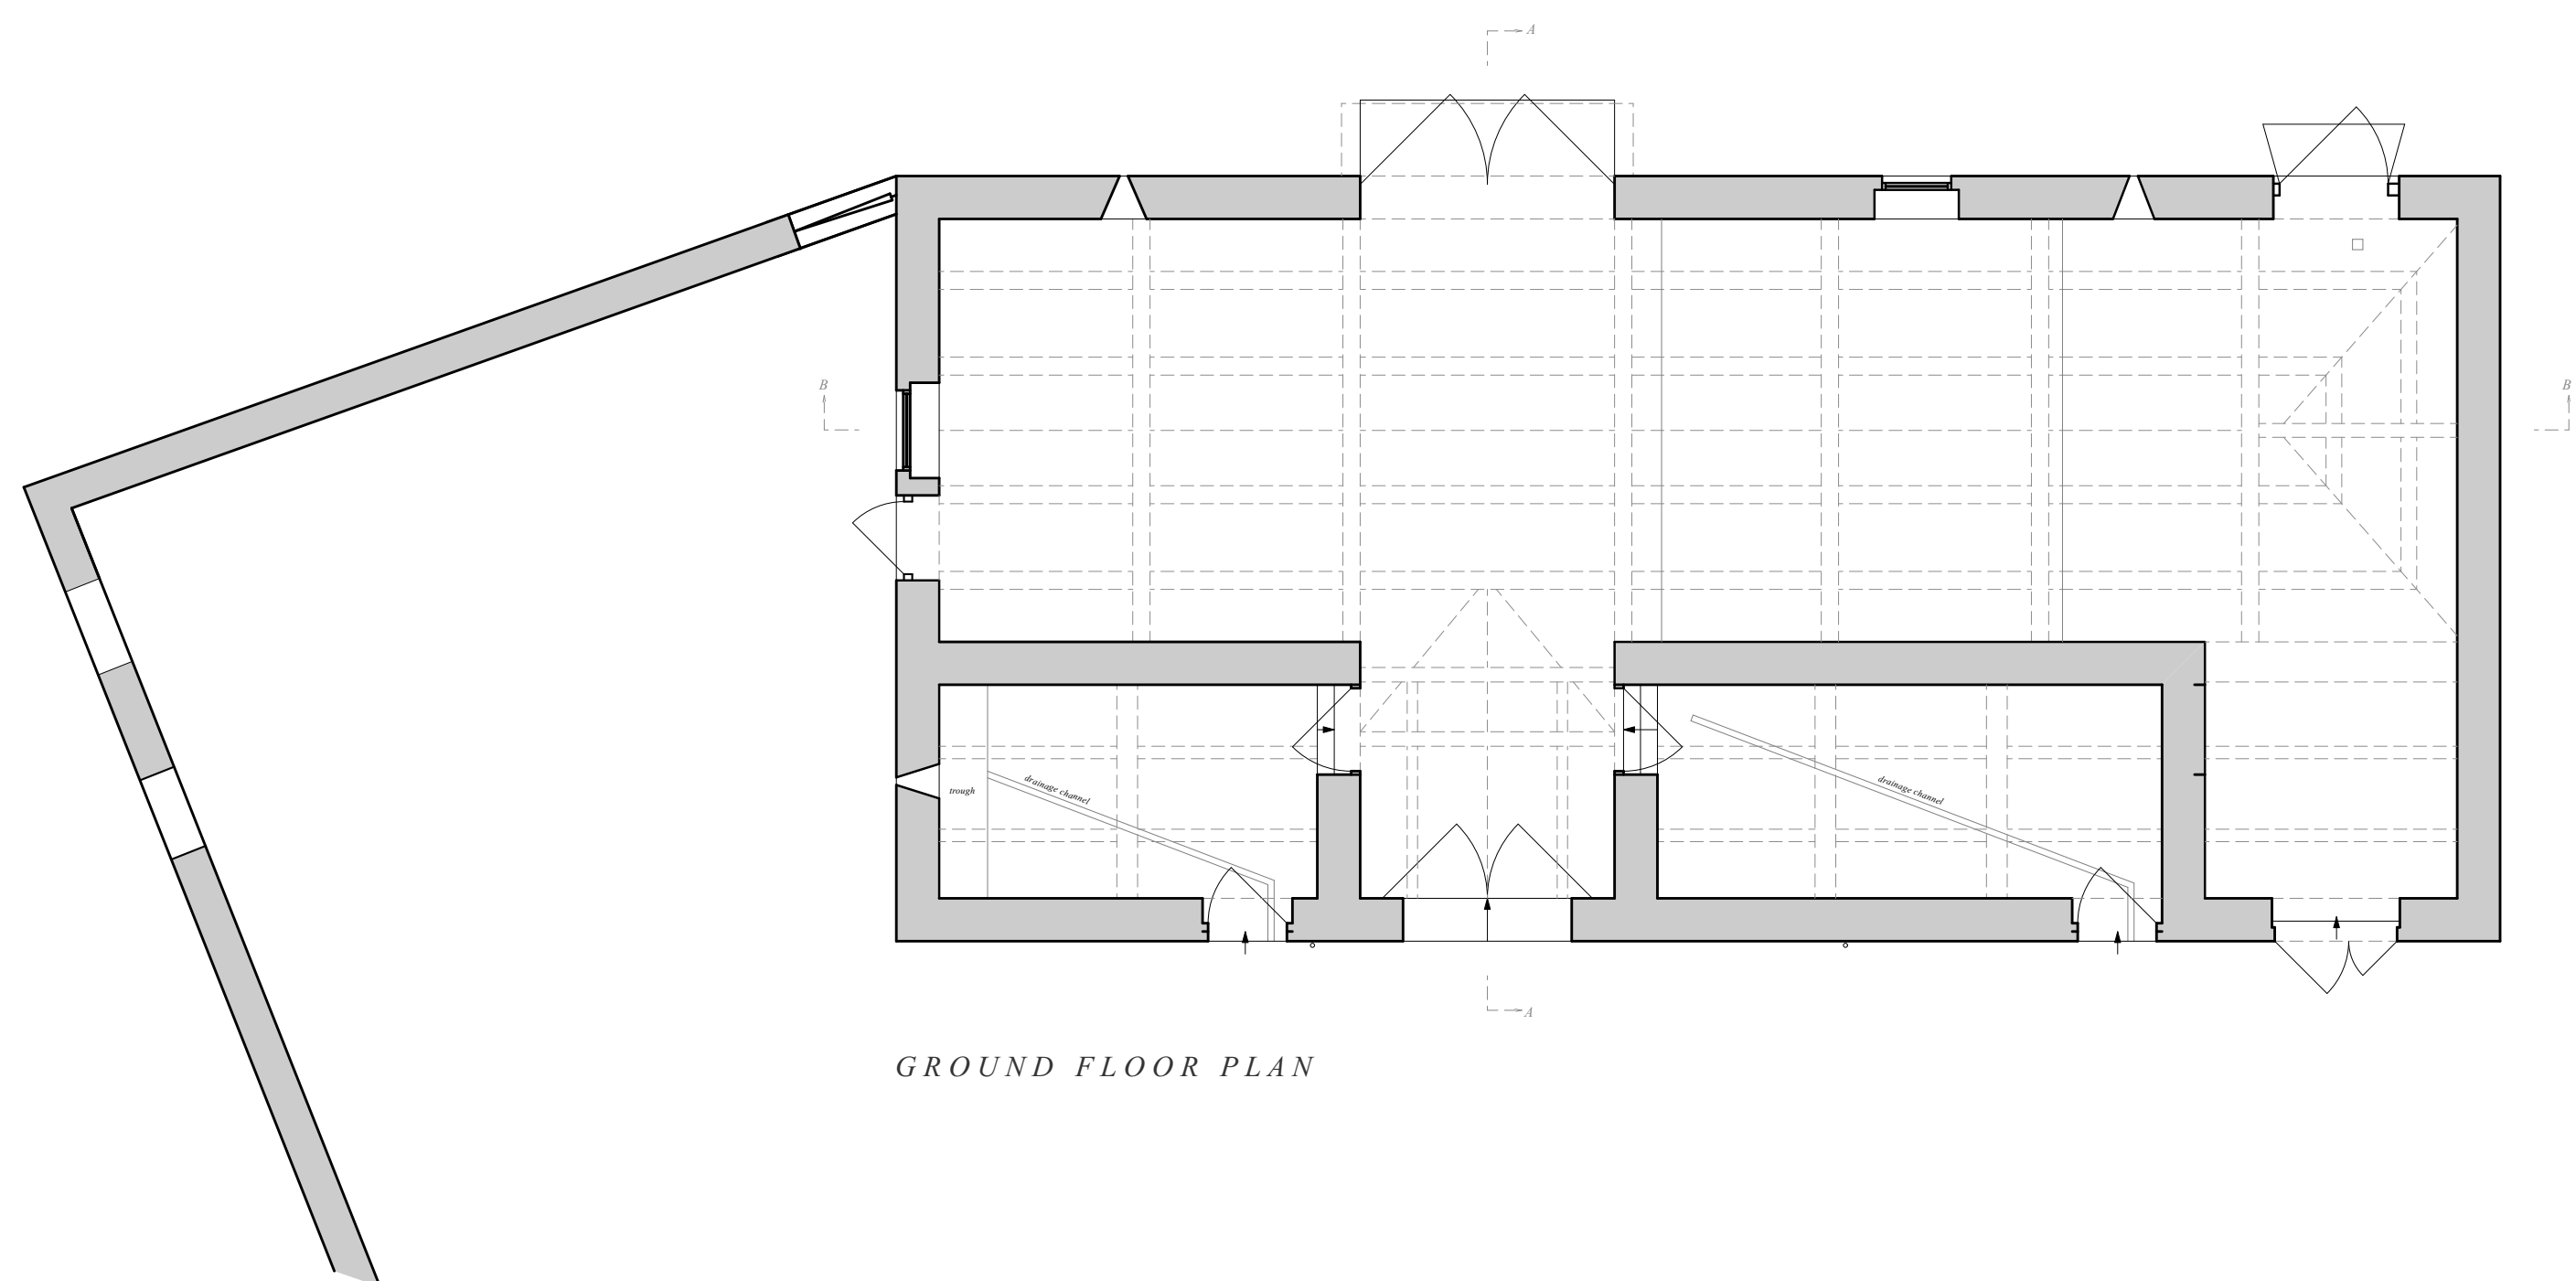 A
B
B
drainage channel
drainage channel
trough
A
GROUND FLOOR PLAN